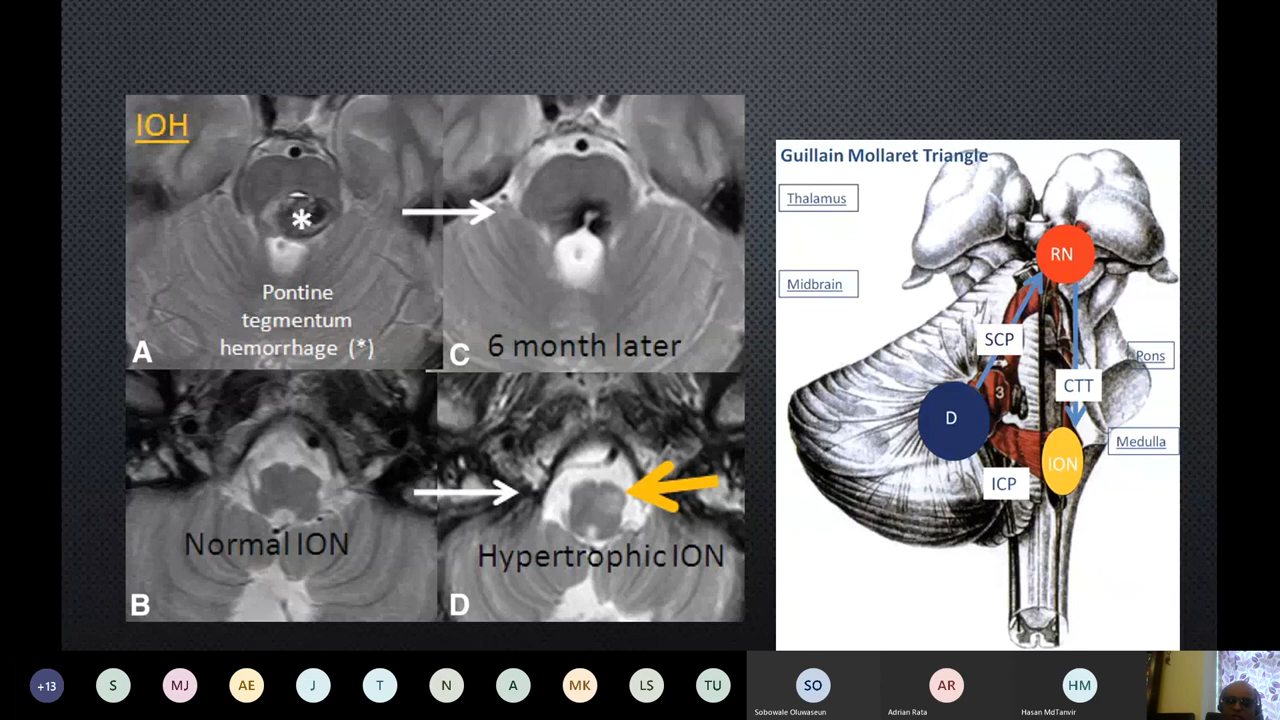 IOH
*
Pontine
tegmentum
hemorrhage (*)
A
C
6 month later
Normal ION
B
Hypertrophic ION
D
Guillain Mollaret Triangle
Thalamus
RN
Midbrain
SCP
Pons
3
CTT
D
Medulla
ION
ICP
+13
S
MJ
AE
J
T
N
A
MK
LS
TU
SO
Sobowale Oluwaseun
AR
Adrian Rata
HM
Hasan MdTanvir